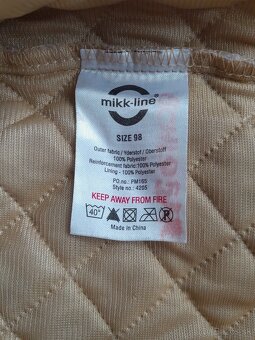 mikk-line
SIZE 98
Outer fabric / Yderstof / Oberstoff
100% Polyester
Reinforcement fabric: 100% Polyester
Lining - 100% Polyester
PO no.: PM165
Style no.: 4205
KEEP AWAY FROM FIRE
40°
Made in China